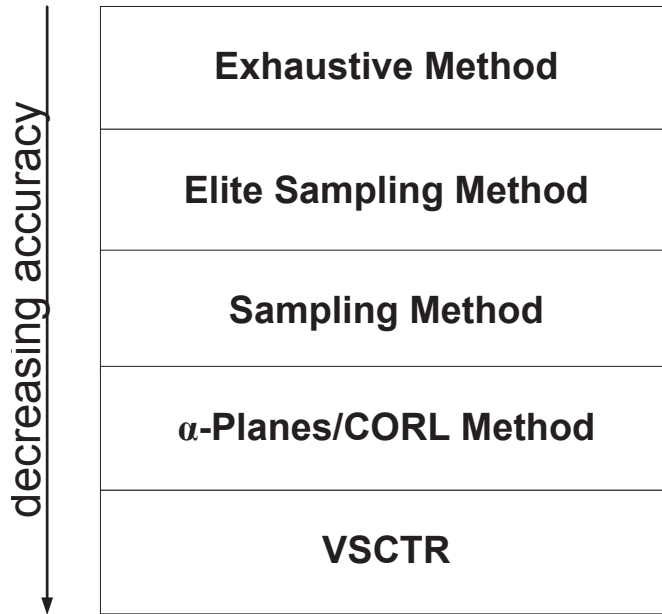 decreasing accuracy
Exhaustive Method
Elite Sampling Method
Sampling Method
α-Planes/CORL Method
VSCTR